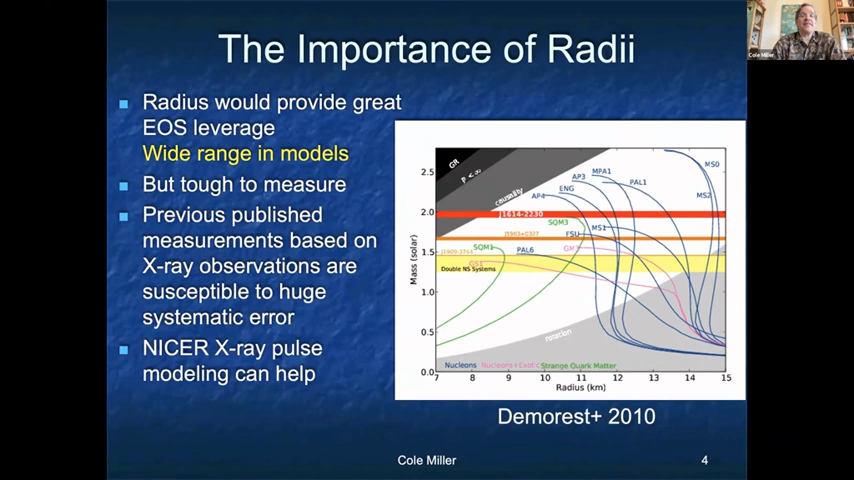 The Importance of Radii
Cole Miller
Radius would provide great
EOS leverage
Wide range in models
But tough to measure
Previous published
measurements based on
X-ray observations are
susceptible to huge
systematic error
NICER X-ray pulse
modeling can help
GR
causality
AP3
MPA1
ENG
AP4
PAL1
MS0
MS2
J1614-2230
SQM3
FSU
MS1
J1903+0327
J1909-3744
SQM1
PAL6
GM3
GS1
Double NS Systems
rotation
Nucleons
Nucleons+Exotic
Strange Quark Matter
Mass (solar)
2.5
2.0
1.5
1.0
0.5
0.0
7 8 9 10 11 12 13 14 15
Radius (km)
Demorest+ 2010
Cole Miller
4